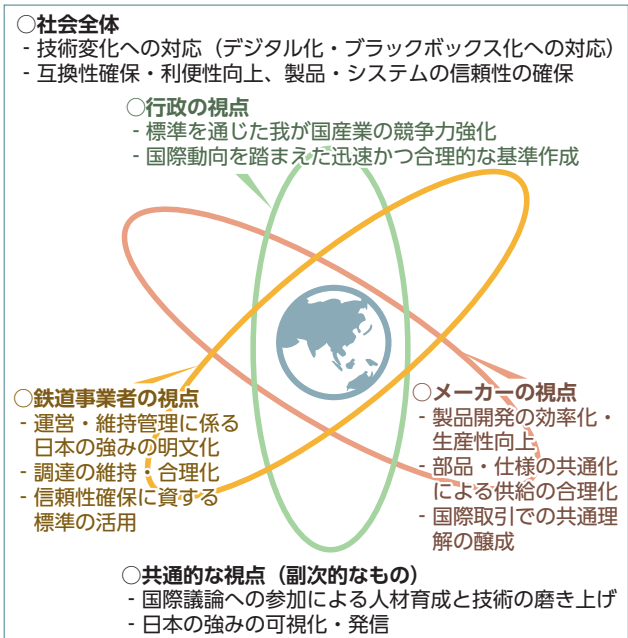 ○社会全体
- 技術変化への対応（デジタル化・ブラックボックス化への対応）
- 互換性確保・利便性向上、製品・システムの信頼性の確保
○行政の視点
- 標準を通じた我が国産業の競争力強化
- 国際動向を踏まえた迅速かつ合理的な基準作成
○鉄道事業者の視点
- 運営・維持管理に係る
日本の強みの明文化
- 調達の維持・合理化
- 信頼性確保に資する
標準の活用
○メーカーの視点
- 製品開発の効率化・
生産性向上
- 部品・仕様の共通化
による供給の合理化
- 国際取引での共通理
解の醸成
○共通的な視点（副次的なもの）
- 国際議論への参加による人材育成と技術の磨き上げ
- 日本の強みの可視化・発信